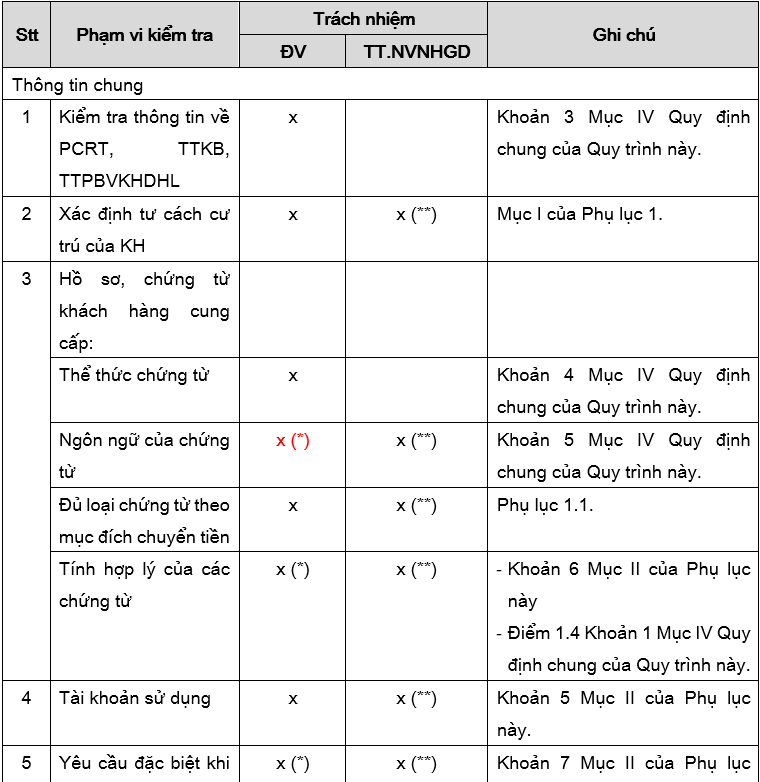 Stt
Phạm vi kiểm tra
Trách nhiệm
Ghi chú
ĐV
TT.NVNHGD
Thông tin chung
1
Kiểm tra thông tin về
x
Khoản 3 Mục IV Quy định
PCRT, TTKB,
chung của Quy trình này.
TTPBVKHDHL
2
Xác định tư cách cư
x
x (**)
Mục I của Phụ lục 1.
trú của KH
3
Hồ sơ, chứng từ
khách hàng cung
cấp:
Thể thức chứng từ
x
Khoản 4 Mục IV Quy định
chung của Quy trình này.
Ngôn ngữ của chứng
x (*)
x (**)
Khoản 5 Mục IV Quy định
từ
chung của Quy trình này.
Đủ loại chứng từ theo
x
x (**)
Phụ lục 1.1.
mục đích chuyển tiền
Tính hợp lý của các
x (*)
x (**)
- Khoản 6 Mục II của Phụ lục
chứng từ
này
- Điểm 1.4 Khoản 1 Mục IV Quy
định chung của Quy trình này.
4
Tài khoản sử dụng
x
x (**)
Khoản 5 Mục II của Phụ lục
này.
5
Yêu cầu đặc biệt khi
x (*)
x (**)
Khoản 7 Mục II của Phụ lục